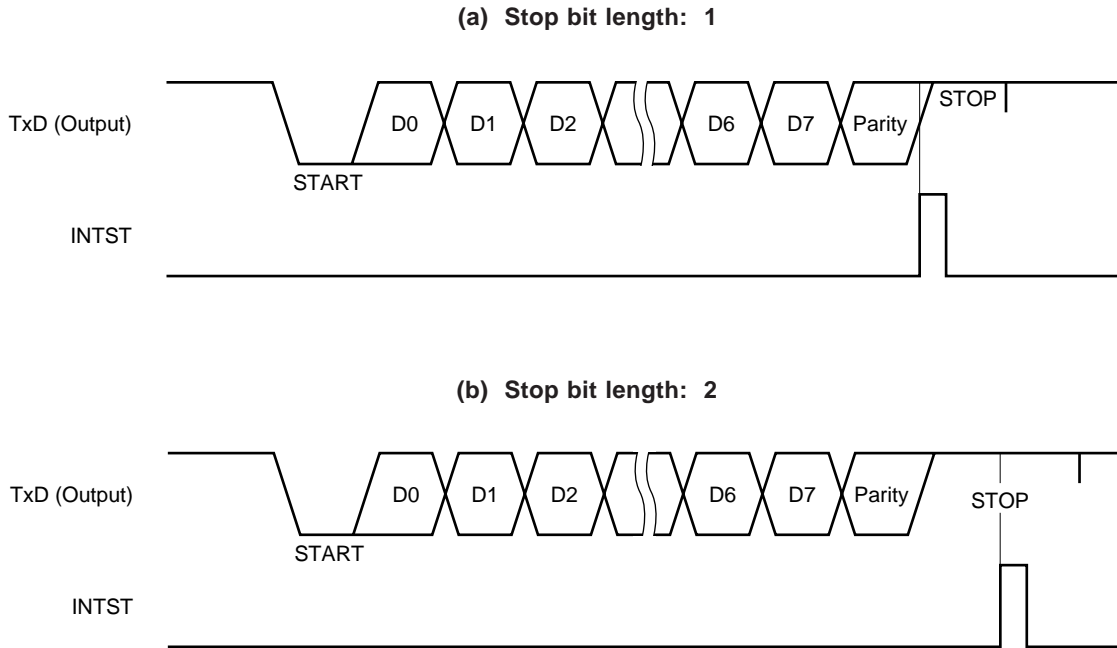 (a) Stop bit length: 1
TxD (Output)
D0 D1 D2 D6 D7 Parity STOP
START
INTST
(b) Stop bit length: 2
TxD (Output)
D0 D1 D2 D6 D7 Parity STOP
START
INTST